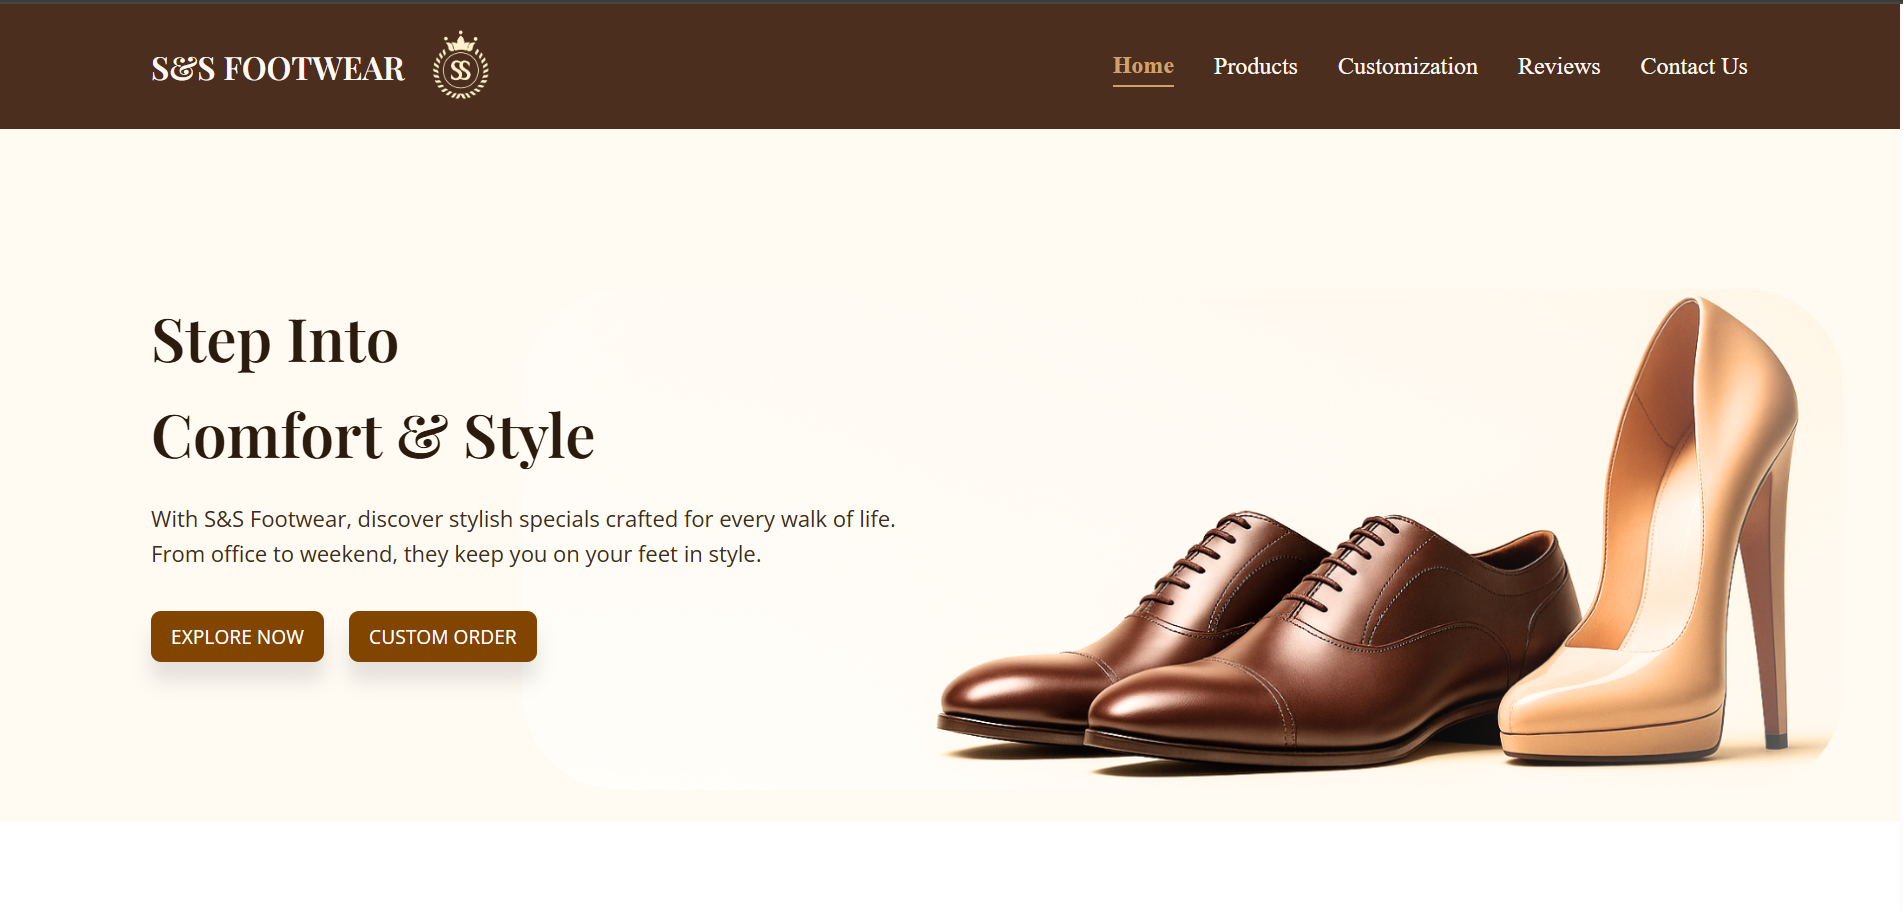 S&S FOOTWEAR
SS
Home
Products
Customization
Reviews
Contact Us
Step Into
Comfort & Style
With S&S Footwear, discover stylish specials crafted for every walk of life.
From office to weekend, they keep you on your feet in style.
EXPLORE NOW
CUSTOM ORDER